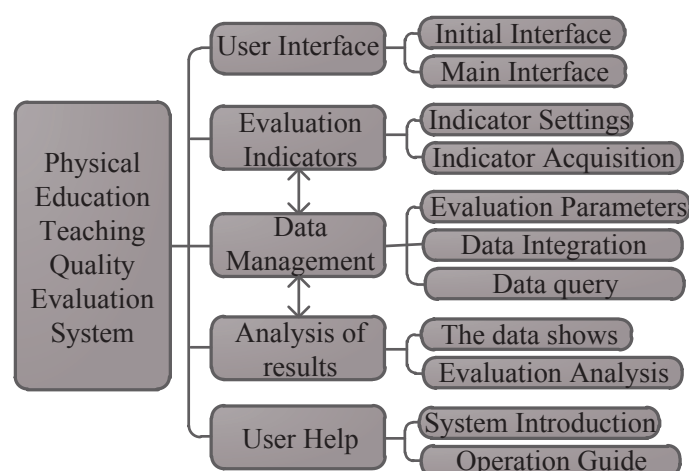 Physical
Education
Teaching
Quality
Evaluation
System
User Interface
Initial Interface
Main Interface
Evaluation
Indicators
Indicator Settings
Indicator Acquisition
Data
Management
Evaluation Parameters
Data Integration
Data query
Analysis of
results
The data shows
Evaluation Analysis
User Help
System Introduction
Operation Guide